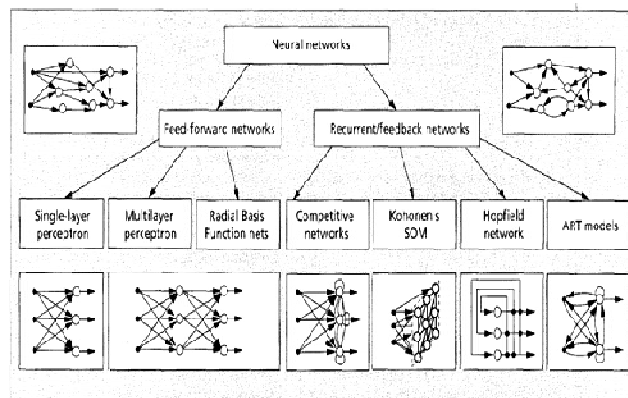 Neural networks
Feed-forward networks
Recurrent/feedback networks
Single-layer
perceptron
Multilayer
perceptron
Radial Basis
Function nets
Competitive
networks
Kohonen's
SOM
Hopfield
network
ART models